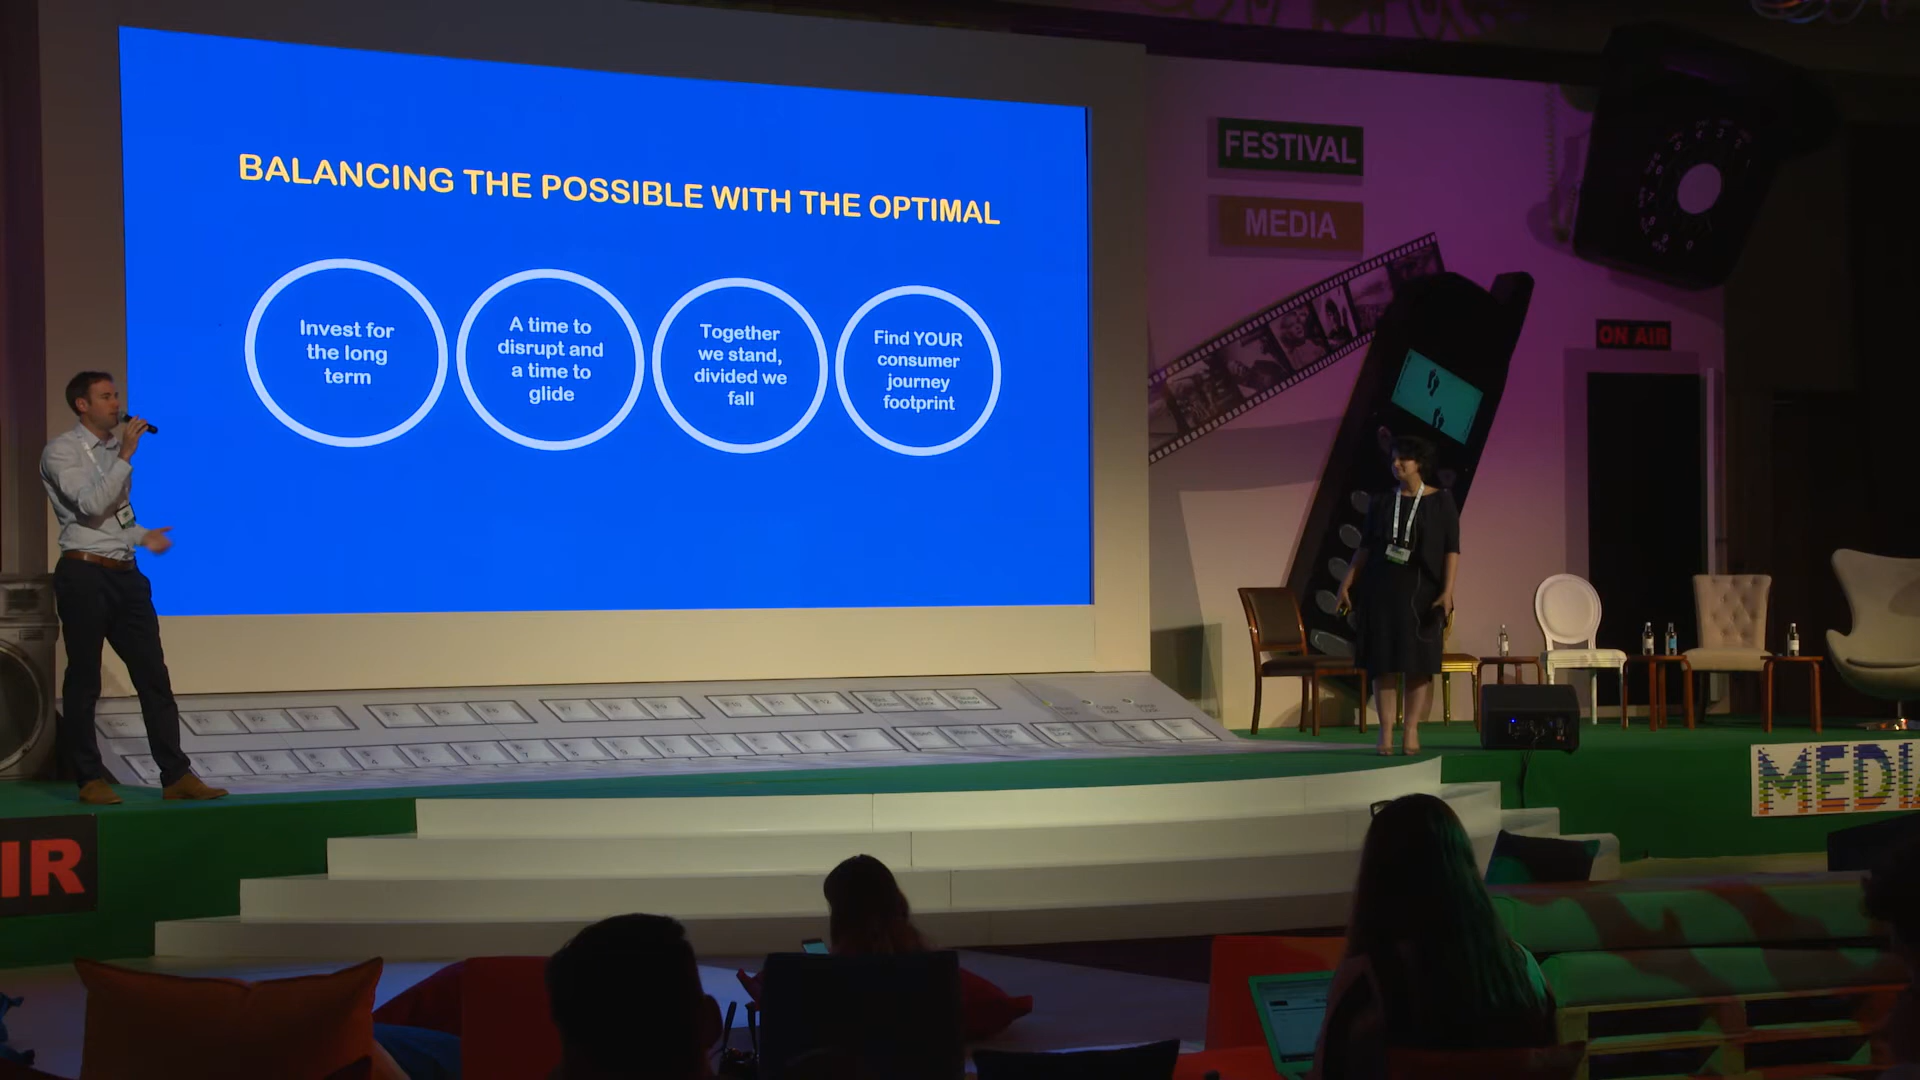 BALANCING THE POSSIBLE WITH THE OPTIMAL
Invest for
the long
term
A time to
disrupt and
a time to
glide
Together
we stand,
divided we
fall
Find YOUR
consumer
journey
footprint
FESTIVAL
MEDIA
ON AIR
IR
MEDI